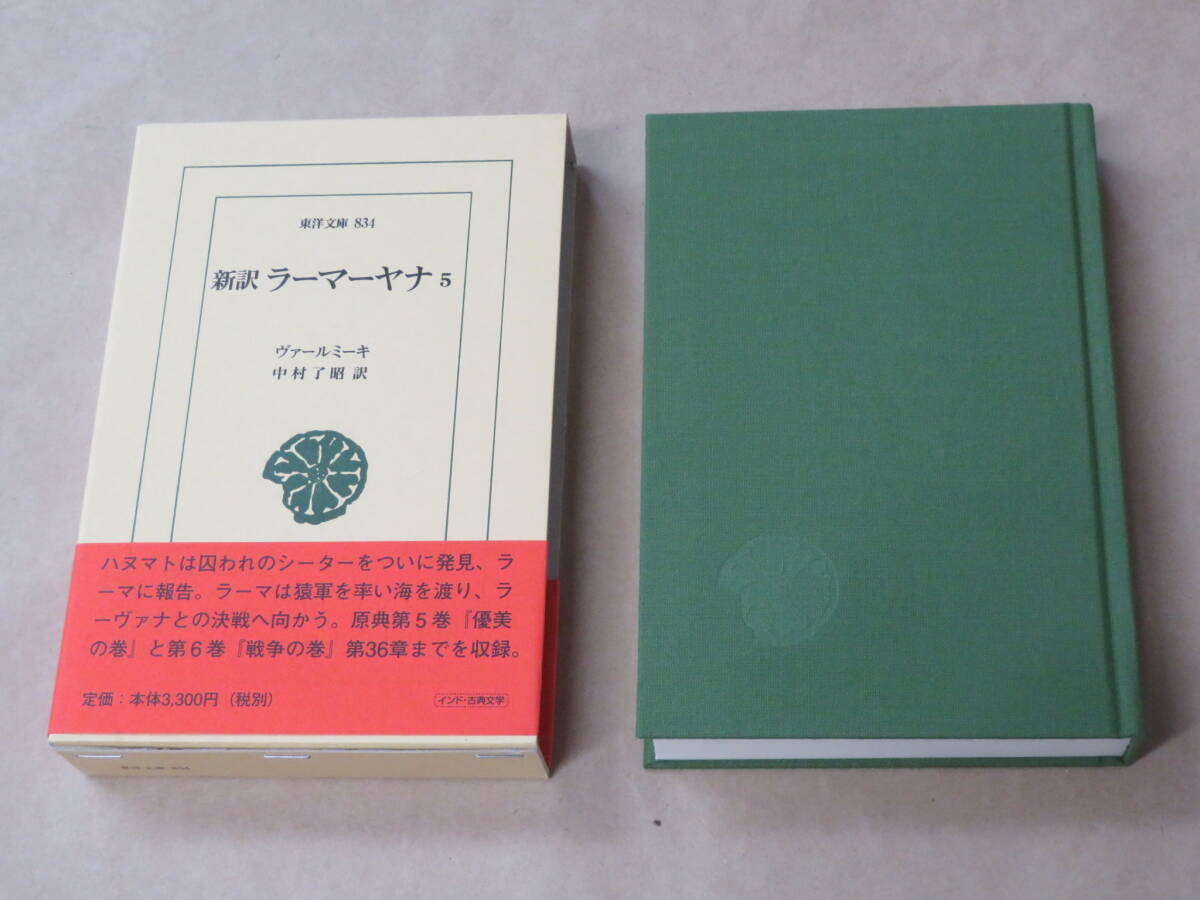 東洋文庫 834
新訳 ラーマーヤナ 5
ヴァールミーキ
中村了昭 訳
ハヌマトは囚われのシーターをついに発見、ラ
ーマに報告。ラーマは猿軍を率い海を渡り、ラ
ーヴァナとの決戦へ向かう。原典第5巻『優美
の巻』と第6巻『戦争の巻』第36章までを収録。
定価：本体3,300円（税別）
インド・古典文学
東洋文庫 834